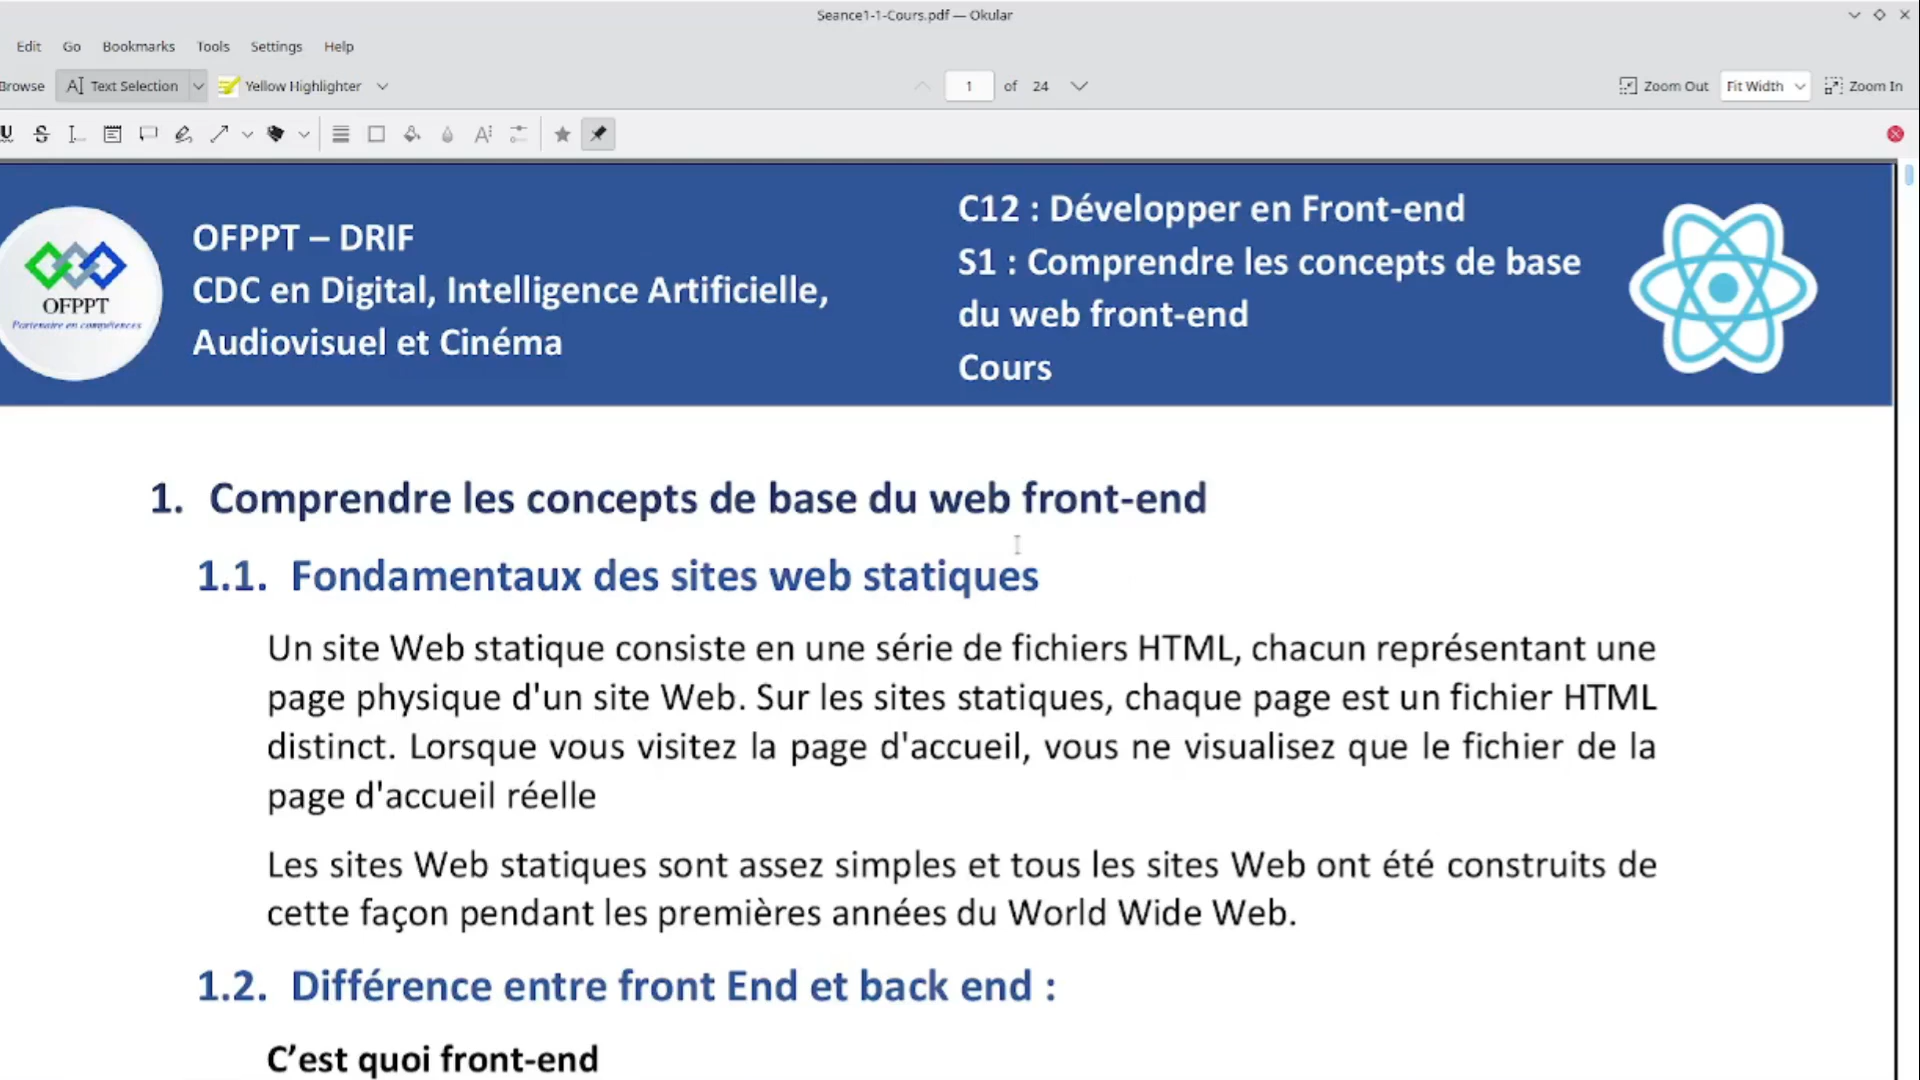 Seance1-1-Cours.pdf — Okular
Edit Go Bookmarks Tools Settings Help
Browse Text Selection Yellow Highlighter 1 of 24 Zoom Out Fit Width Zoom In
OFPPT
Partenaire en compétences
OFPPT – DRIF
CDC en Digital, Intelligence Artificielle,
Audiovisuel et Cinéma
C12 : Développer en Front-end
S1 : Comprendre les concepts de base
du web front-end
Cours
1. Comprendre les concepts de base du web front-end
1.1. Fondamentaux des sites web statiques
Un site Web statique consiste en une série de fichiers HTML, chacun représentant une
page physique d'un site Web. Sur les sites statiques, chaque page est un fichier HTML
distinct. Lorsque vous visitez la page d'accueil, vous ne visualisez que le fichier de la
page d'accueil réelle
Les sites Web statiques sont assez simples et tous les sites Web ont été construits de
cette façon pendant les premières années du World Wide Web.
1.2. Différence entre front End et back end :
C’est quoi front-end